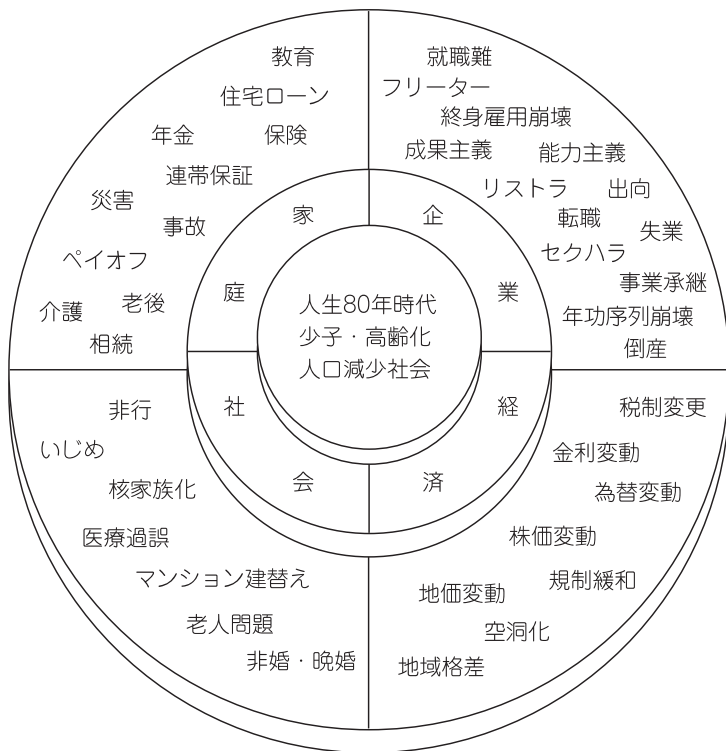 教育
住宅ローン
年金
保険
連帯保証
災害
事故
ペイオフ
介護
老後
相続
家
庭
就職難
フリーター
終身雇用崩壊
成果主義
能力主義
リストラ
出向
転職
失業
セクハラ
事業承継
年功序列崩壊
倒産
企
業
人生80年時代
少子・高齢化
人口減少社会
社
会
非行
いじめ
核家族化
医療過誤
マンション建替え
老人問題
非婚・晩婚
経
済
税制変更
金利変動
為替変動
株価変動
規制緩和
地価変動
空洞化
地域格差